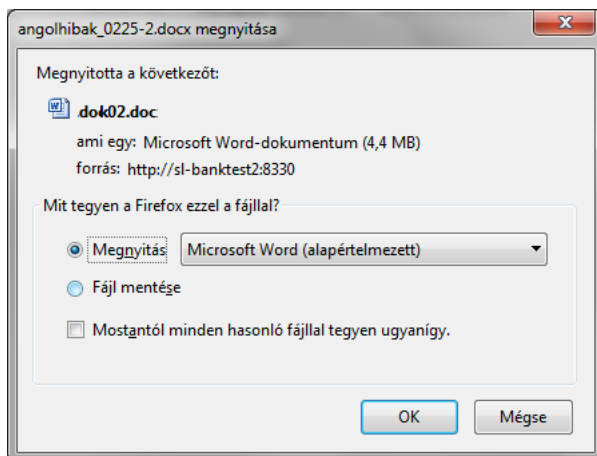 angolhibak_0225-2.docx megnyitása
Megnyitotta a következőt:
.dok02.doc
ami egy: Microsoft Word-dokumentum (4,4 MB)
forrás: http://sl-banktest2:8330
Mit tegyen a Firefox ezzel a fájllal?
Megnyitás Microsoft Word (alapértelmezett)
Fájl mentése
Mostantól minden hasonló fájllal tegyen ugyanígy.
OK Mégse